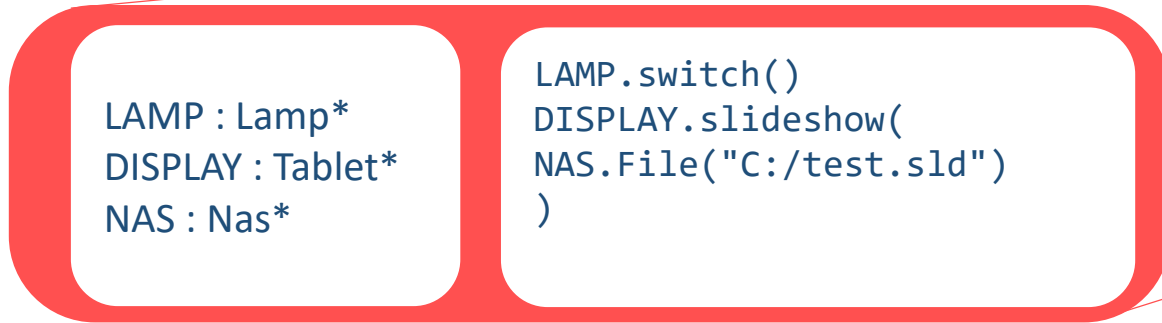 LAMP : Lamp*
DISPLAY : Tablet*
NAS : Nas*
LAMP.switch()
DISPLAY.slideshow(
NAS.File("C:/test.sld")
)